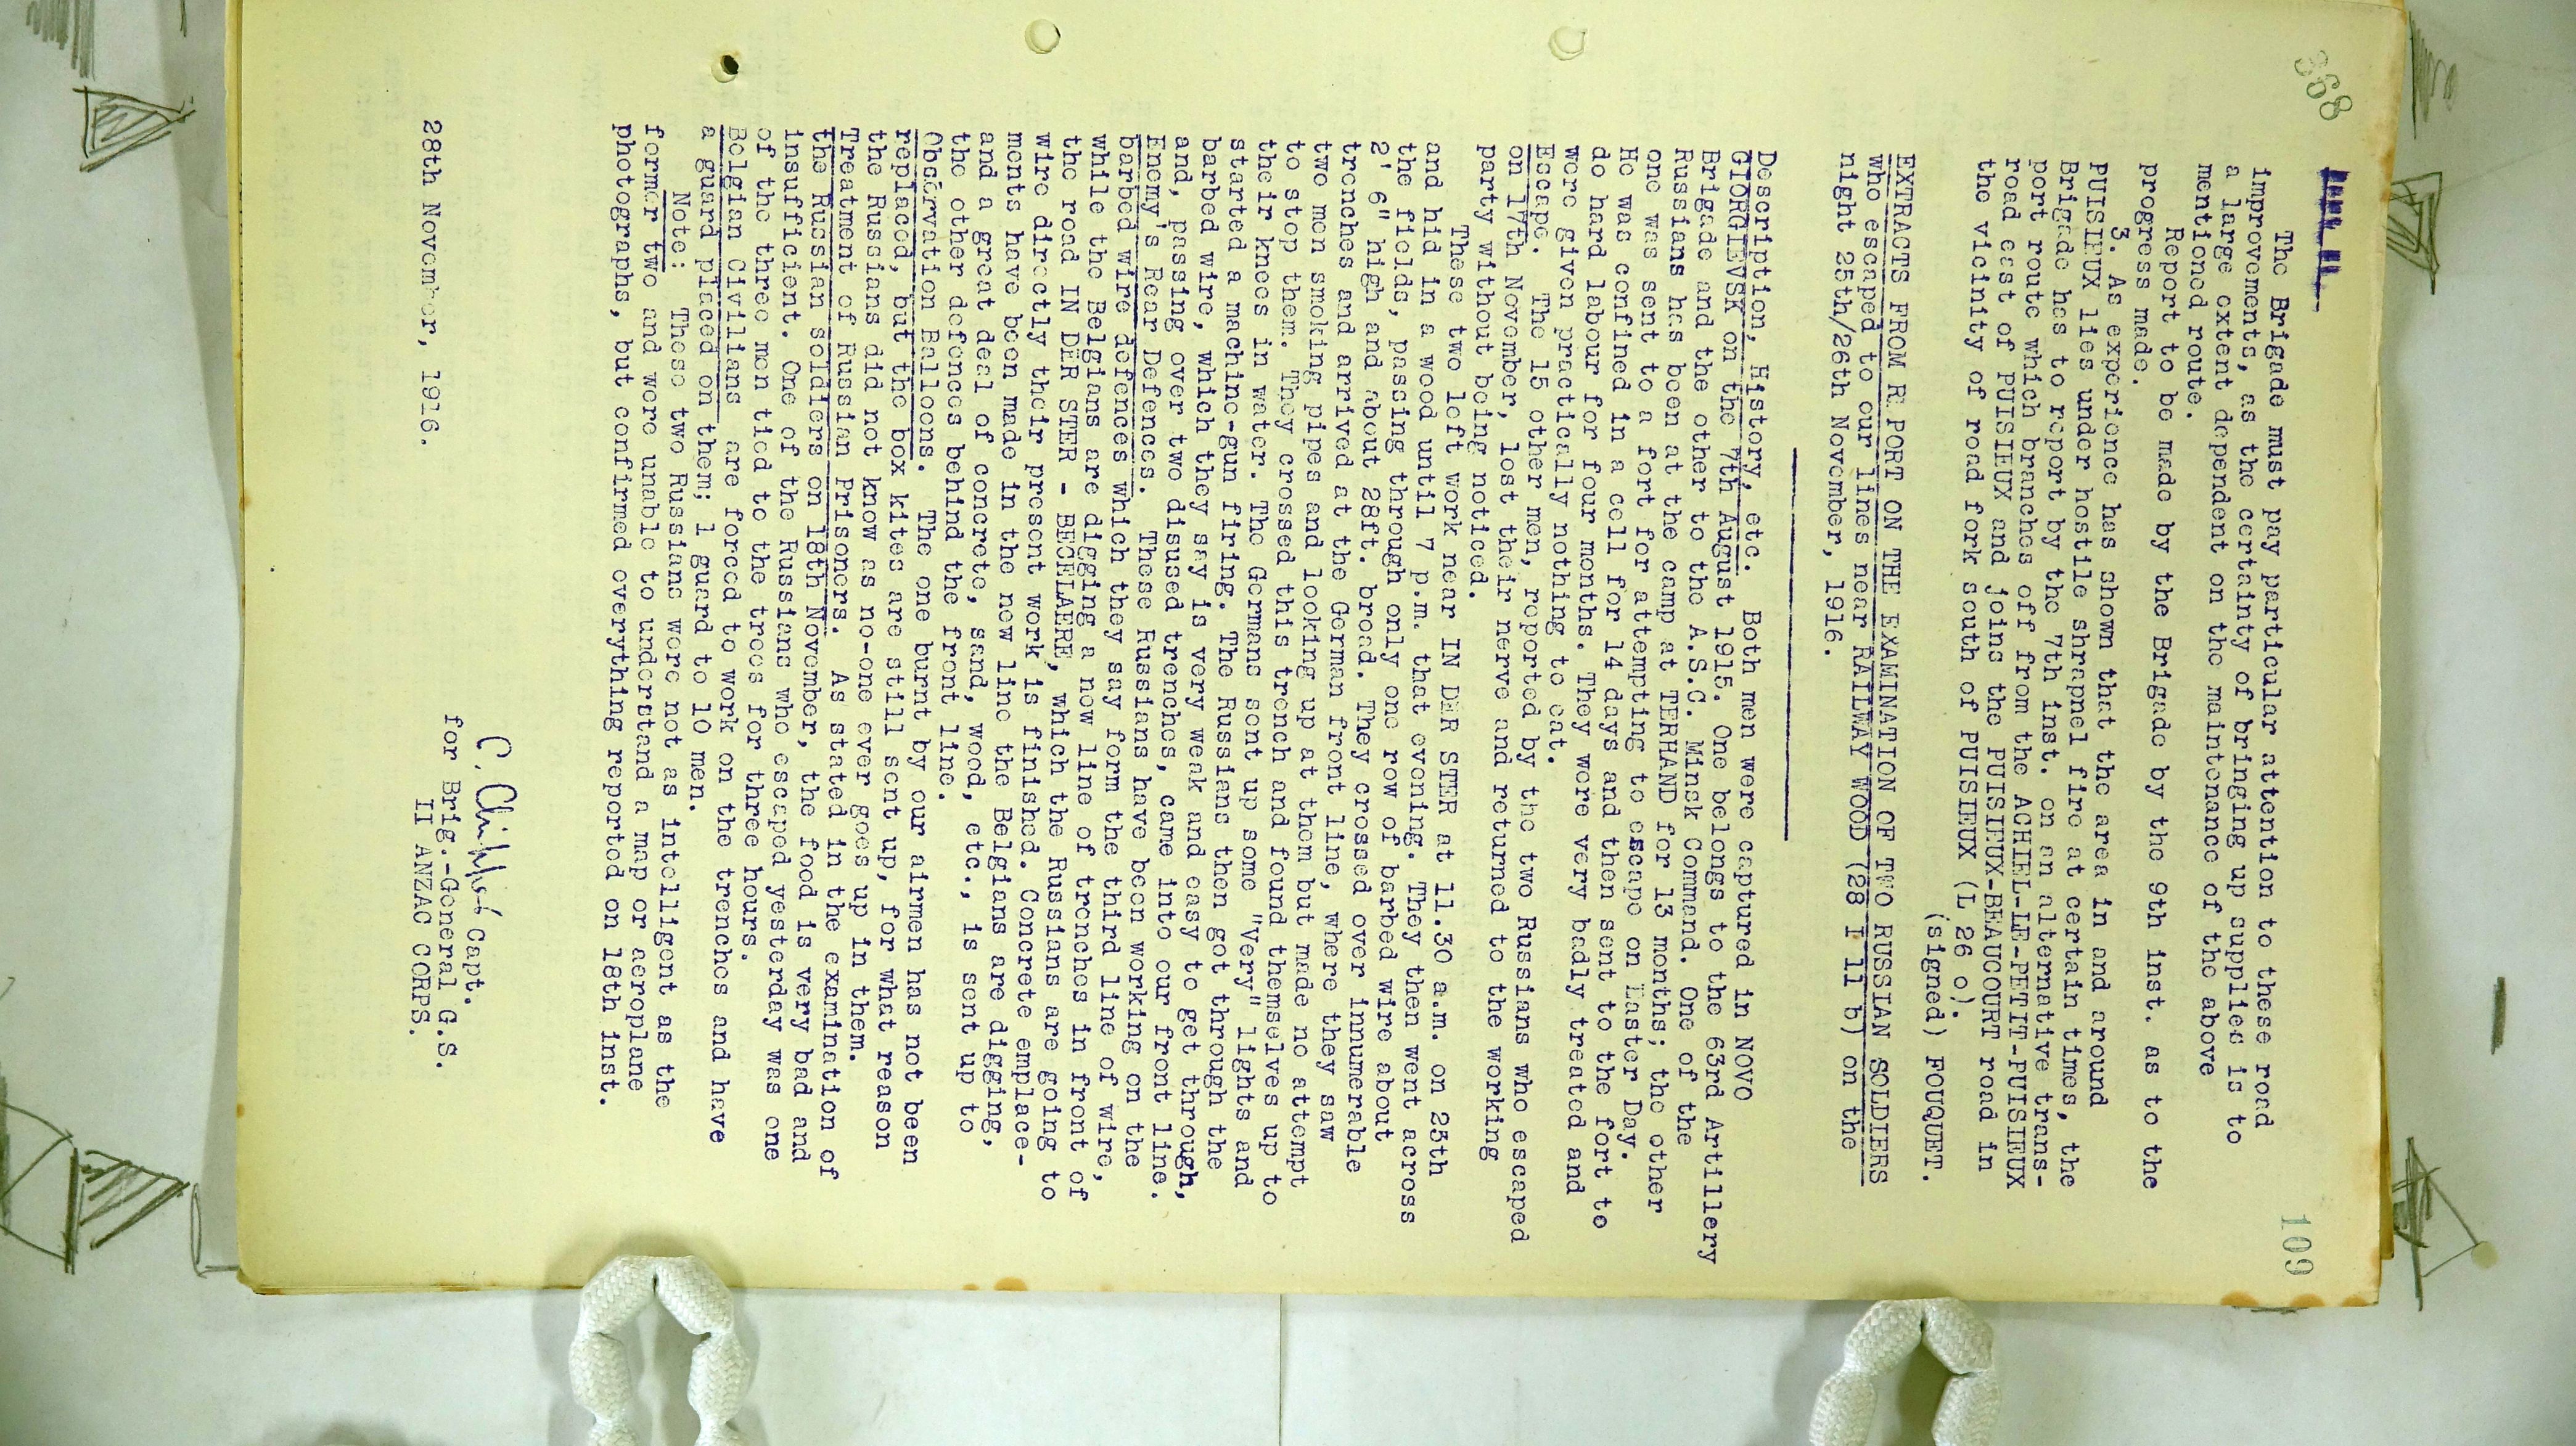 368
109
The Brigade must pay particular attention to these road
improvements, as the certainty of bringing up supplies is to
a large extent dependent on the maintenance of the above
mentioned route.
Report to be made by the Brigade by the 9th inst. as to the
progress made.
3. As experience has shown that the area in and around
PUISIEUX lies under hostile shrapnel fire at certain times, the
Brigade has to report by the 7th inst. on an alternative trans-
port route which branches off from the ACHIEL-LE-PETIT-PUISIEUX
road east of PUISIEUX and joins the PUISIEUX-BEAUCOURT road in
the vicinity of road fork south of PUISIEUX (L 26 c).
(signed) FOUQUET.
EXTRACTS FROM REPORT ON THE EXAMINATION OF TWO RUSSIAN SOLDIERS
who escaped to our lines near RAILWAY WOOD (28 I 11 b) on the
night 25th/26th November, 1916.
Description, History, etc. Both men were captured in NOVO
GIORGIEVSK on the 7th August 1915. One belongs to the 63rd Artillery
Brigade and the other to the A.S.C. Minsk Command. One of the
Russians has been at the camp at TERHAND for 13 months; the other
one was sent to a fort for attempting to escape on Easter Day.
He was confined in a cell for 14 days and then sent to the fort to
do hard labour for four months. They were very badly treated and
were given practically nothing to eat.
Escape. The 15 other men, reported by the two Russians who escaped
on 17th November, lost their nerve and returned to the working
party without being noticed.
These two left work near IN DER STER at 11.30 a.m. on 25th
and hid in a wood until 7 p.m. that evening. They then went across
the fields, passing through only one row of barbed wire about
2' 6" high and about 28ft. broad. They crossed over innumerable
trenches and arrived at the German front line, where they saw
two men smoking pipes and looking up at them but made no attempt
to stop them. They crossed this trench and found themselves up to
their knees in water. The Germans sent up some "Very" lights and
started a machine-gun firing. The Russians then got through the
barbed wire, which they say is very weak and easy to get through,
and, passing over two disused trenches, came into our front line.
Enemy's Rear Defences. These Russians have been working on the
barbed wire defences which they say form the third line of wire,
while the Belgians are digging a new line of trenches in front of
the road IN DER STER - BECELAERE, which the Russians are going to
wire directly their present work is finished. Concrete emplace-
ments have been made in the new line the Belgians are digging,
and a great deal of concrete, sand, wood, etc., is sent up to
the other defences behind the front line.
Observation Balloons. The one burnt by our airmen has not been
replaced, but the box kites are still sent up, for what reason
the Russians did not know as no-one ever goes up in them.
Treatment of Russian Prisoners. As stated in the examination of
the Russian soldiers on 18th November, the food is very bad and
insufficient. One of the Russians who escaped yesterday was one
of the three men tied to the trees for three hours.
Belgian Civilians are forced to work on the trenches and have
a guard placed on them; 1 guard to 10 men.
Note: These two Russians were not as intelligent as the
former two and were unable to understand a map or aeroplane
photographs, but confirmed everything reported on 18th inst.
Capt.
for Brig.-General G.S.
II ANZAC CORPS.
28th November, 1916.